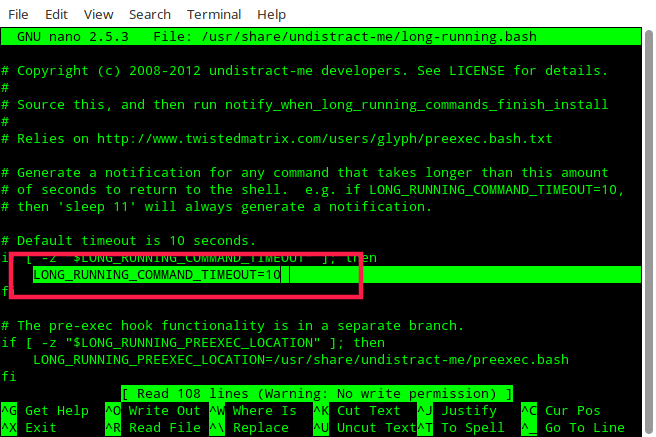 File Edit View Search Terminal Help
GNU nano 2.5.3 File: /usr/share/undistract-me/long-running.bash
# Copyright (c) 2008-2012 undistract-me developers. See LICENSE for details.
#
# Source this, and then run notify_when_long_running_commands_finish_install
#
# Relies on http://www.twistedmatrix.com/users/glyph/preexec.bash.txt
# Generate a notification for any command that takes longer than this amount
# of seconds to return to the shell.  e.g. if LONG_RUNNING_COMMAND_TIMEOUT=10,
# then 'sleep 11' will always generate a notification.
# Default timeout is 10 seconds.
if [ -z "$LONG_RUNNING_COMMAND_TIMEOUT" ]; then
LONG_RUNNING_COMMAND_TIMEOUT=10
fi
# The pre-exec hook functionality is in a separate branch.
if [ -z "$LONG_RUNNING_PREEXEC_LOCATION" ]; then
LONG_RUNNING_PREEXEC_LOCATION=/usr/share/undistract-me/preexec.bash
fi
[ Read 108 lines (Warning: No write permission) ]
^G Get Help ^O Write Out ^W Where Is ^K Cut Text ^J Justify ^C Cur Pos
^X Exit ^R Read File ^\ Replace ^U Uncut Text ^T To Spell ^_ Go To Line